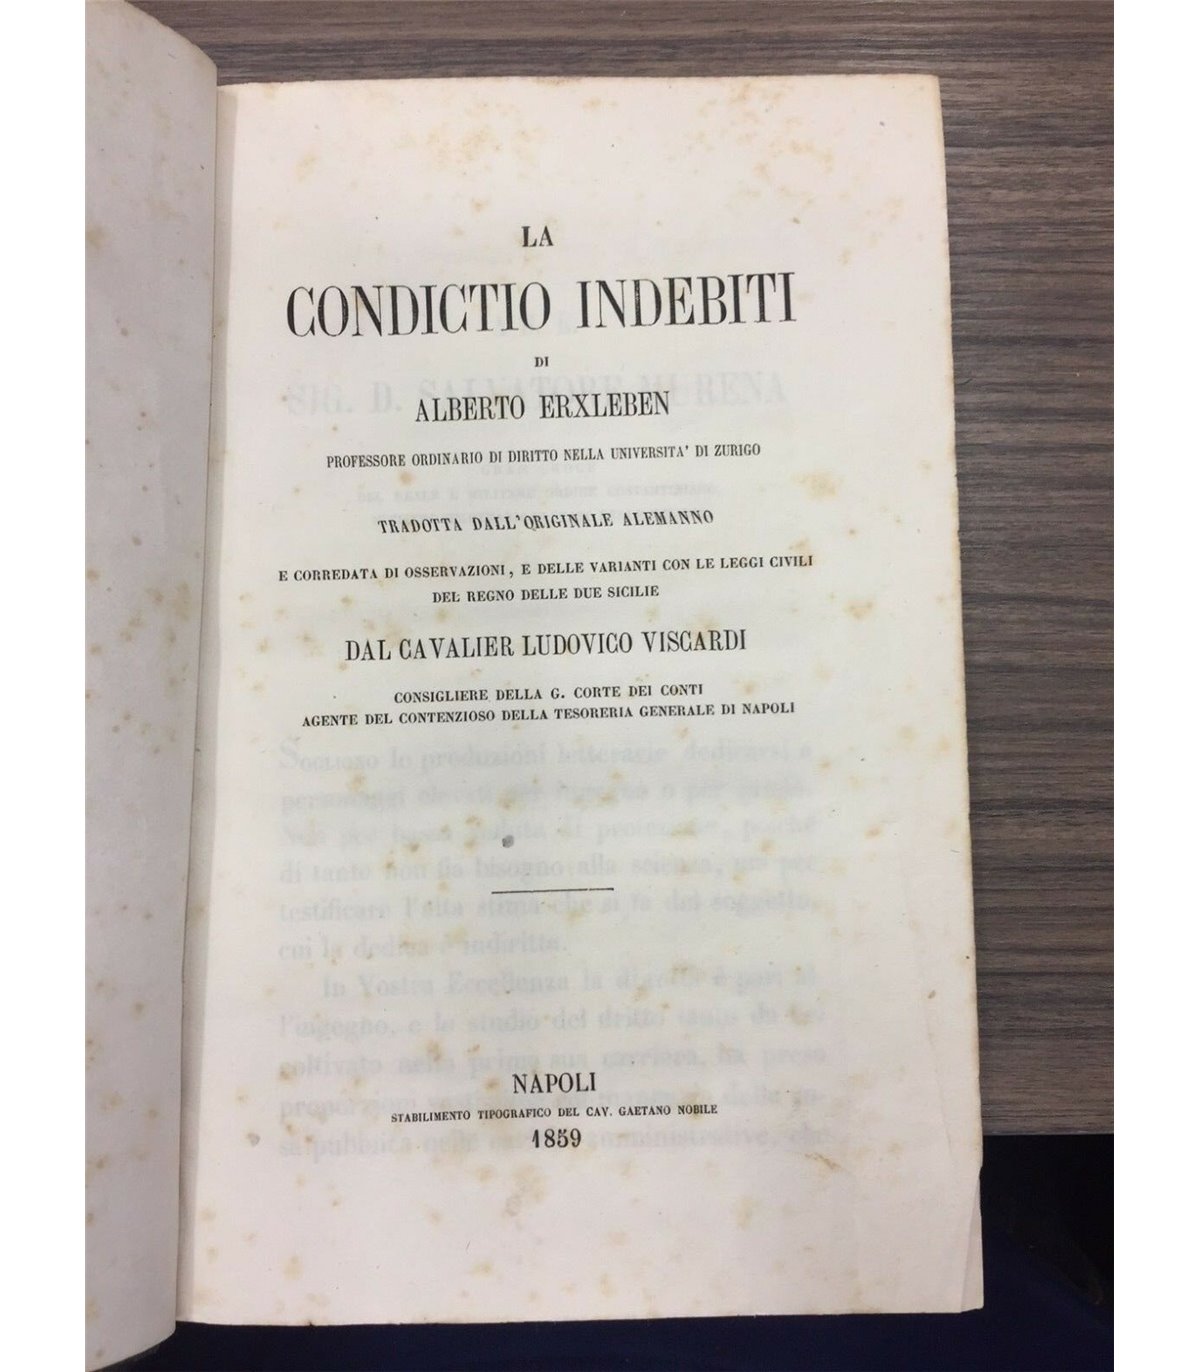 LA
CONDICTIO INDEBITI
DI
ALBERTO ERXLEBEN
PROFESSORE ORDINARIO DI DIRITTO NELLA UNIVERSITA' DI ZURIGO
TRADOTTA DALL'ORIGINALE ALEMANNO
E CORREDATA DI OSSERVAZIONI, E DELLE VARIANTI CON LE LEGGI CIVILI
DEL REGNO DELLE DUE SICILIE
DAL CAVALIER LUDOVICO VISCARDI
CONSIGLIERE DELLA G. CORTE DEI CONTI
AGENTE DEL CONTENZIOSO DELLA TESORERIA GENERALE DI NAPOLI
NAPOLI
STABILIMENTO TIPOGRAFICO DEL CAV. GAETANO NOBILE
1859